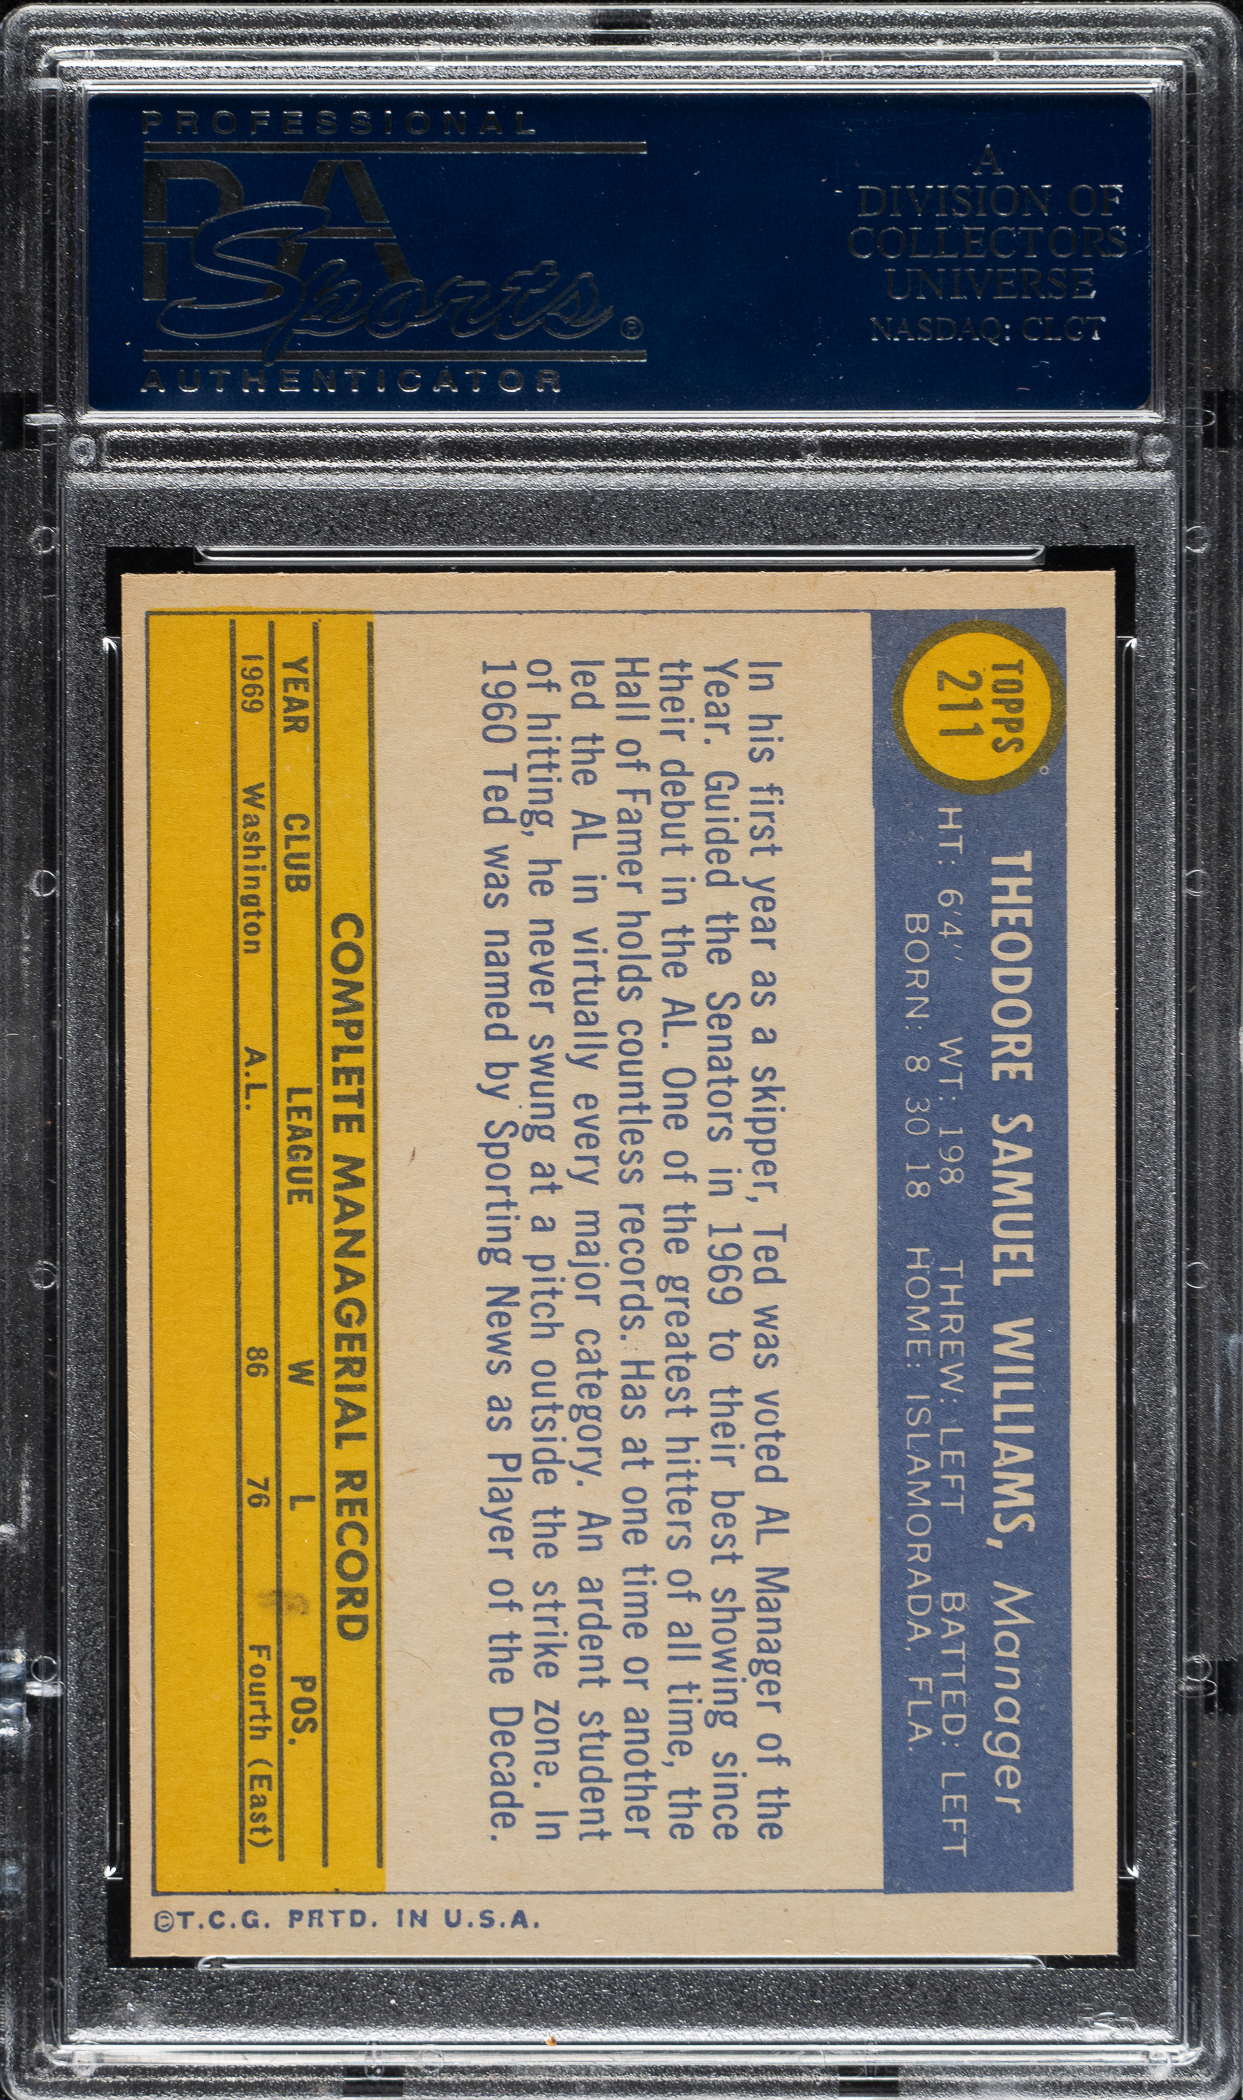 PROFESSIONAL
PSA
Sports®
AUTHENTICATOR
A
DIVISION OF
COLLECTORS
UNIVERSE
NASDAQ: CLCT
TOPPS
211
THEODORE SAMUEL WILLIAMS, Manager
HT: 6'4'' WT: 198 THREW: LEFT BATTED: LEFT
BORN: 8 30 18 HOME: ISLAMORADA, FLA.
In his first year as a skipper, Ted was voted AL Manager of the
Year. Guided the Senators in 1969 to their best showing since
their debut in the AL. One of the greatest hitters of all time, the
Hall of Famer holds countless records. Has at one time or another
led the AL in virtually every major category. An ardent student
of hitting, he never swung at a pitch outside the strike zone. In
1960 Ted was named by Sporting News as Player of the Decade.
COMPLETE MANAGERIAL RECORD
YEAR CLUB LEAGUE W L POS.
1969 Washington A.L. 86 76 Fourth (East)
©T.C.G. PRTD. IN U.S.A.